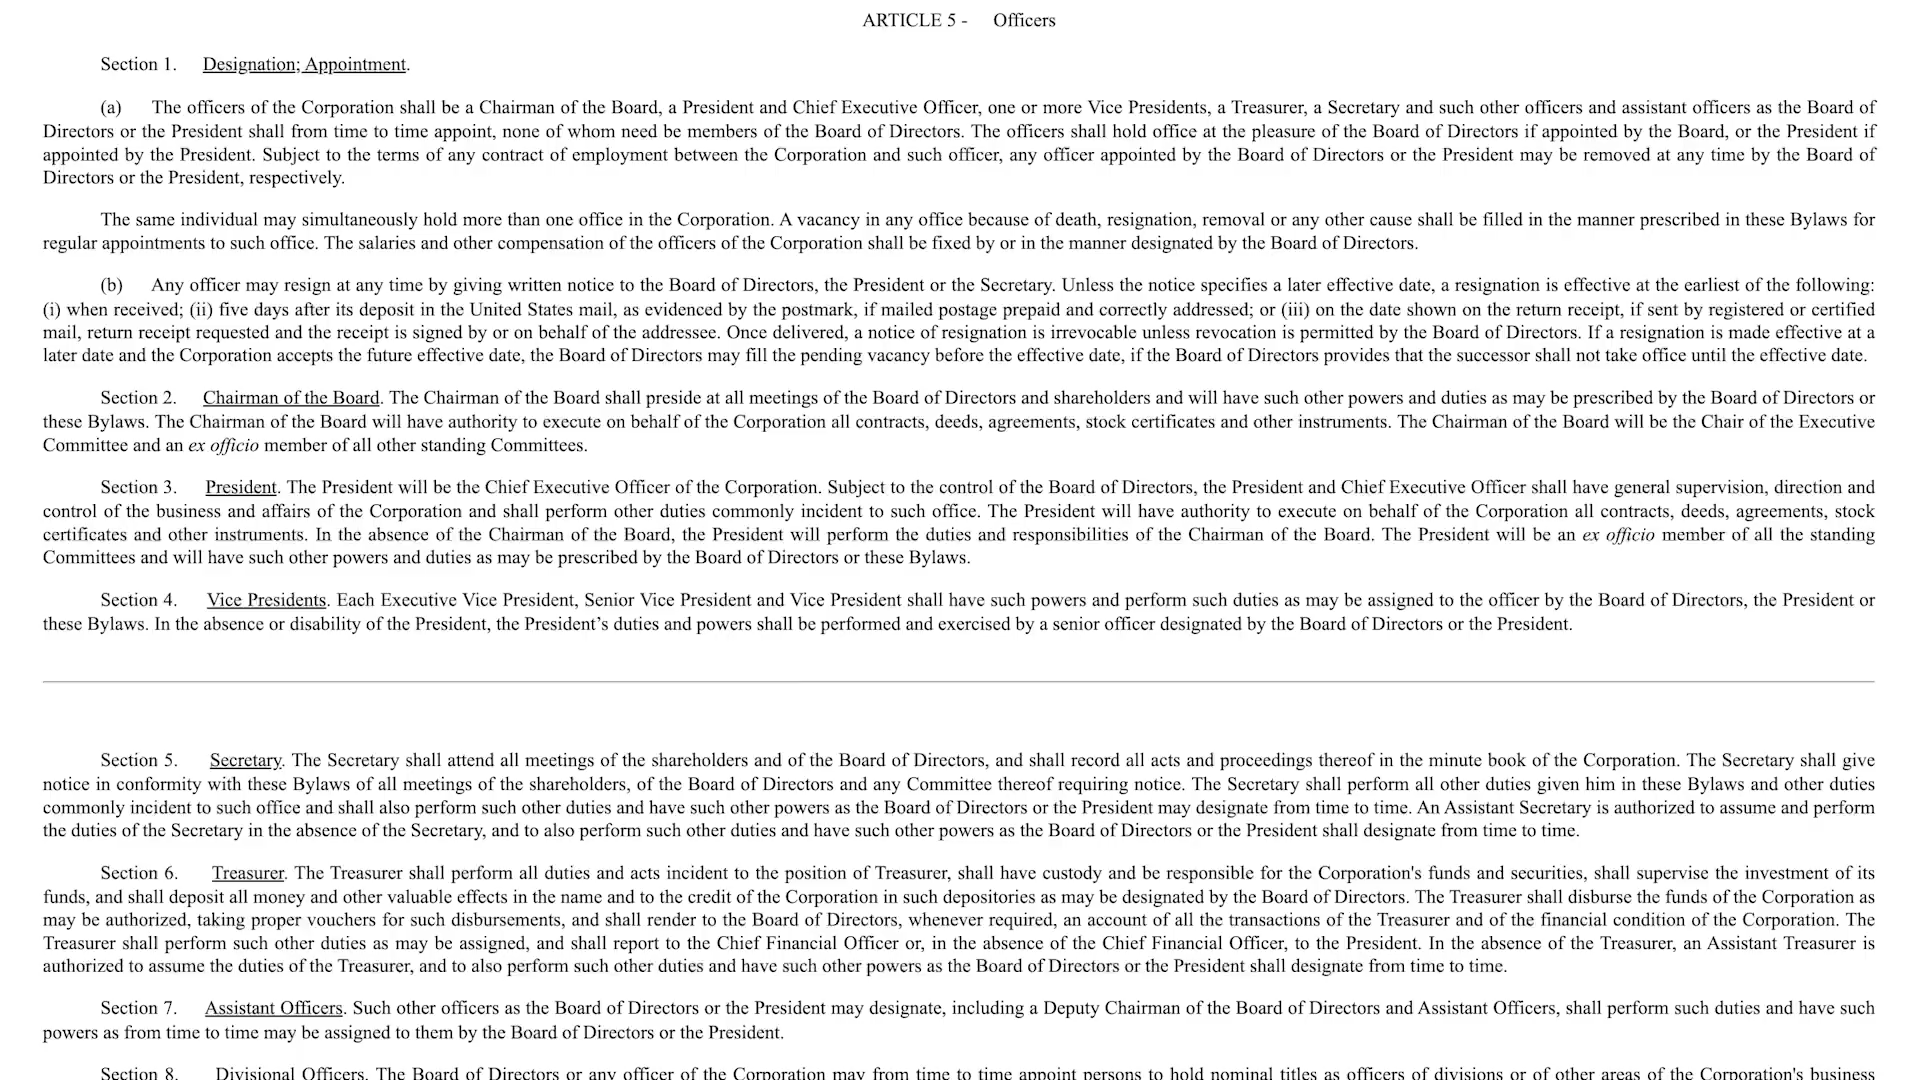 ARTICLE 5 - Officers
Section 1. Designation; Appointment.
(a) The officers of the Corporation shall be a Chairman of the Board, a President and Chief Executive Officer, one or more Vice Presidents, a Treasurer, a Secretary and such other officers and assistant officers as the Board of
Directors or the President shall from time to time appoint, none of whom need be members of the Board of Directors. The officers shall hold office at the pleasure of the Board of Directors if appointed by the Board, or the President if
appointed by the President. Subject to the terms of any contract of employment between the Corporation and such officer, any officer appointed by the Board of Directors or the President may be removed at any time by the Board of
Directors or the President, respectively.
The same individual may simultaneously hold more than one office in the Corporation. A vacancy in any office because of death, resignation, removal or any other cause shall be filled in the manner prescribed in these Bylaws for
regular appointments to such office. The salaries and other compensation of the officers of the Corporation shall be fixed by or in the manner designated by the Board of Directors.
(b) Any officer may resign at any time by giving written notice to the Board of Directors, the President or the Secretary. Unless the notice specifies a later effective date, a resignation is effective at the earliest of the following:
(i) when received; (ii) five days after its deposit in the United States mail, as evidenced by the postmark, if mailed postage prepaid and correctly addressed; or (iii) on the date shown on the return receipt, if sent by registered or certified
mail, return receipt requested and the receipt is signed by or on behalf of the addressee. Once delivered, a notice of resignation is irrevocable unless revocation is permitted by the Board of Directors. If a resignation is made effective at a
later date and the Corporation accepts the future effective date, the Board of Directors may fill the pending vacancy before the effective date, if the Board of Directors provides that the successor shall not take office until the effective date.
Section 2. Chairman of the Board. The Chairman of the Board shall preside at all meetings of the Board of Directors and shareholders and will have such other powers and duties as may be prescribed by the Board of Directors or
these Bylaws. The Chairman of the Board will have authority to execute on behalf of the Corporation all contracts, deeds, agreements, stock certificates and other instruments. The Chairman of the Board will be the Chair of the Executive
Committee and an ex officio member of all other standing Committees.
Section 3. President. The President will be the Chief Executive Officer of the Corporation. Subject to the control of the Board of Directors, the President and Chief Executive Officer shall have general supervision, direction and
control of the business and affairs of the Corporation and shall perform other duties commonly incident to such office. The President will have authority to execute on behalf of the Corporation all contracts, deeds, agreements, stock
certificates and other instruments. In the absence of the Chairman of the Board, the President will perform the duties and responsibilities of the Chairman of the Board. The President will be an ex officio member of all the standing
Committees and will have such other powers and duties as may be prescribed by the Board of Directors or these Bylaws.
Section 4. Vice Presidents. Each Executive Vice President, Senior Vice President and Vice President shall have such powers and perform such duties as may be assigned to the officer by the Board of Directors, the President or
these Bylaws. In the absence or disability of the President, the President’s duties and powers shall be performed and exercised by a senior officer designated by the Board of Directors or the President.
Section 5. Secretary. The Secretary shall attend all meetings of the shareholders and of the Board of Directors, and shall record all acts and proceedings thereof in the minute book of the Corporation. The Secretary shall give
notice in conformity with these Bylaws of all meetings of the shareholders, of the Board of Directors and any Committee thereof requiring notice. The Secretary shall perform all other duties given him in these Bylaws and other duties
commonly incident to such office and shall also perform such other duties and have such other powers as the Board of Directors or the President may designate from time to time. An Assistant Secretary is authorized to assume and perform
the duties of the Secretary in the absence of the Secretary, and to also perform such other duties and have such other powers as the Board of Directors or the President shall designate from time to time.
Section 6. Treasurer. The Treasurer shall perform all duties and acts incident to the position of Treasurer, shall have custody and be responsible for the Corporation's funds and securities, shall supervise the investment of its
funds, and shall deposit all money and other valuable effects in the name and to the credit of the Corporation in such depositories as may be designated by the Board of Directors. The Treasurer shall disburse the funds of the Corporation as
may be authorized, taking proper vouchers for such disbursements, and shall render to the Board of Directors, whenever required, an account of all the transactions of the Treasurer and of the financial condition of the Corporation. The
Treasurer shall perform such other duties as may be assigned, and shall report to the Chief Financial Officer or, in the absence of the Chief Financial Officer, to the President. In the absence of the Treasurer, an Assistant Treasurer is
authorized to assume the duties of the Treasurer, and to also perform such other duties and have such other powers as the Board of Directors or the President shall designate from time to time.
Section 7. Assistant Officers. Such other officers as the Board of Directors or the President may designate, including a Deputy Chairman of the Board of Directors and Assistant Officers, shall perform such duties and have such
powers as from time to time may be assigned to them by the Board of Directors or the President.
Section 8. Divisional Officers. The Board of Directors or any officer of the Corporation may from time to time appoint persons to hold nominal titles as officers of divisions or of other areas of the Corporation's business